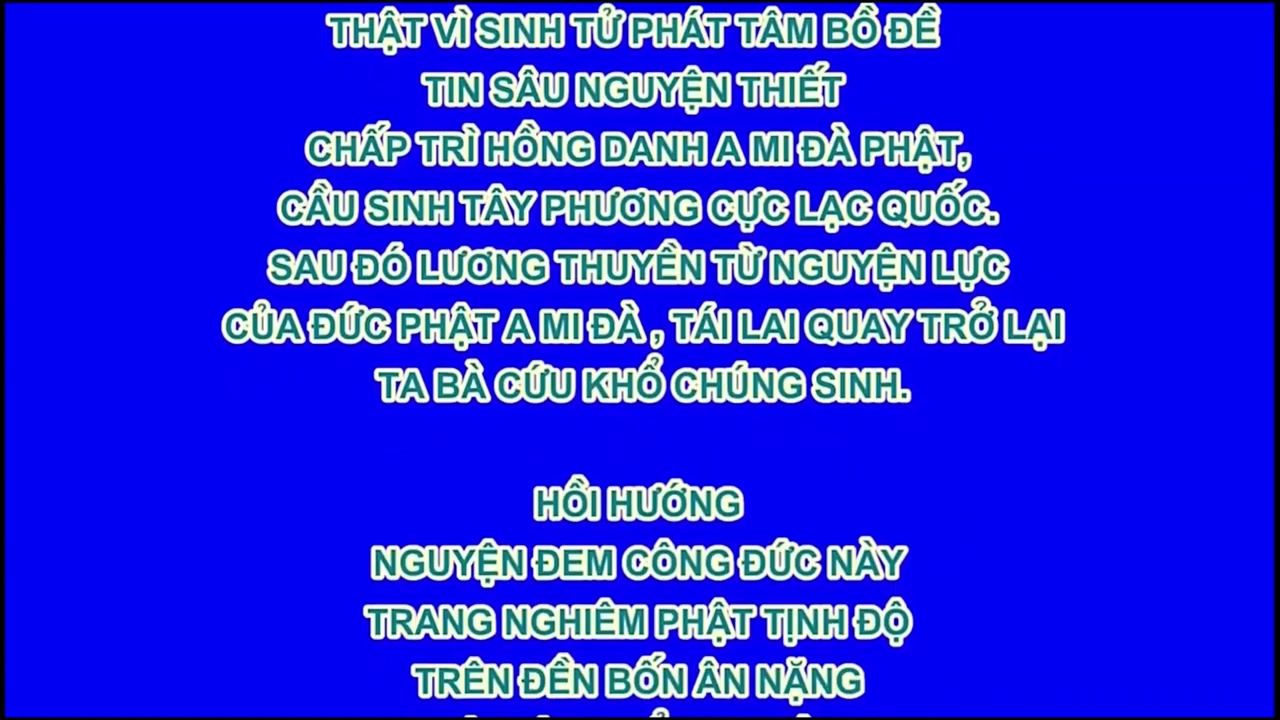 THẬT VÌ SINH TỬ PHÁT TÂM BỒ ĐỀ
TIN SÂU NGUYỆN THIẾT
CHẤP TRÌ HỒNG DANH A MI ĐÀ PHẬT,
CẦU SINH TÂY PHƯƠNG CỰC LẠC QUỐC.
SAU ĐÓ LƯƠNG THUYỀN TỪ NGUYỆN LỰC
CỦA ĐỨC PHẬT A MI ĐÀ , TÁI LAI QUAY TRỞ LẠI
TA BÀ CỨU KHỔ CHÚNG SINH.
HỒI HƯỚNG
NGUYỆN ĐEM CÔNG ĐỨC NÀY
TRANG NGHIÊM PHẬT TỊNH ĐỘ
TRÊN ĐỀN BỐN ÂN NẶNG